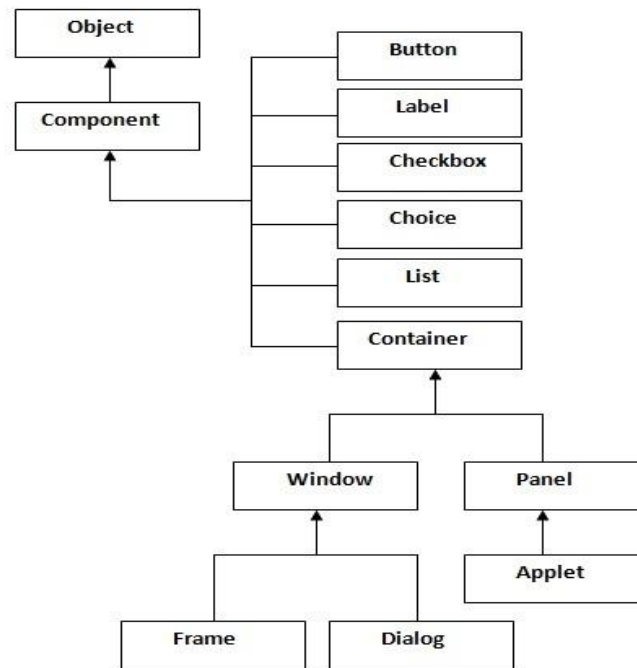 Object
Component
Button
Label
Checkbox
Choice
List
Container
Window
Panel
Applet
Frame
Dialog